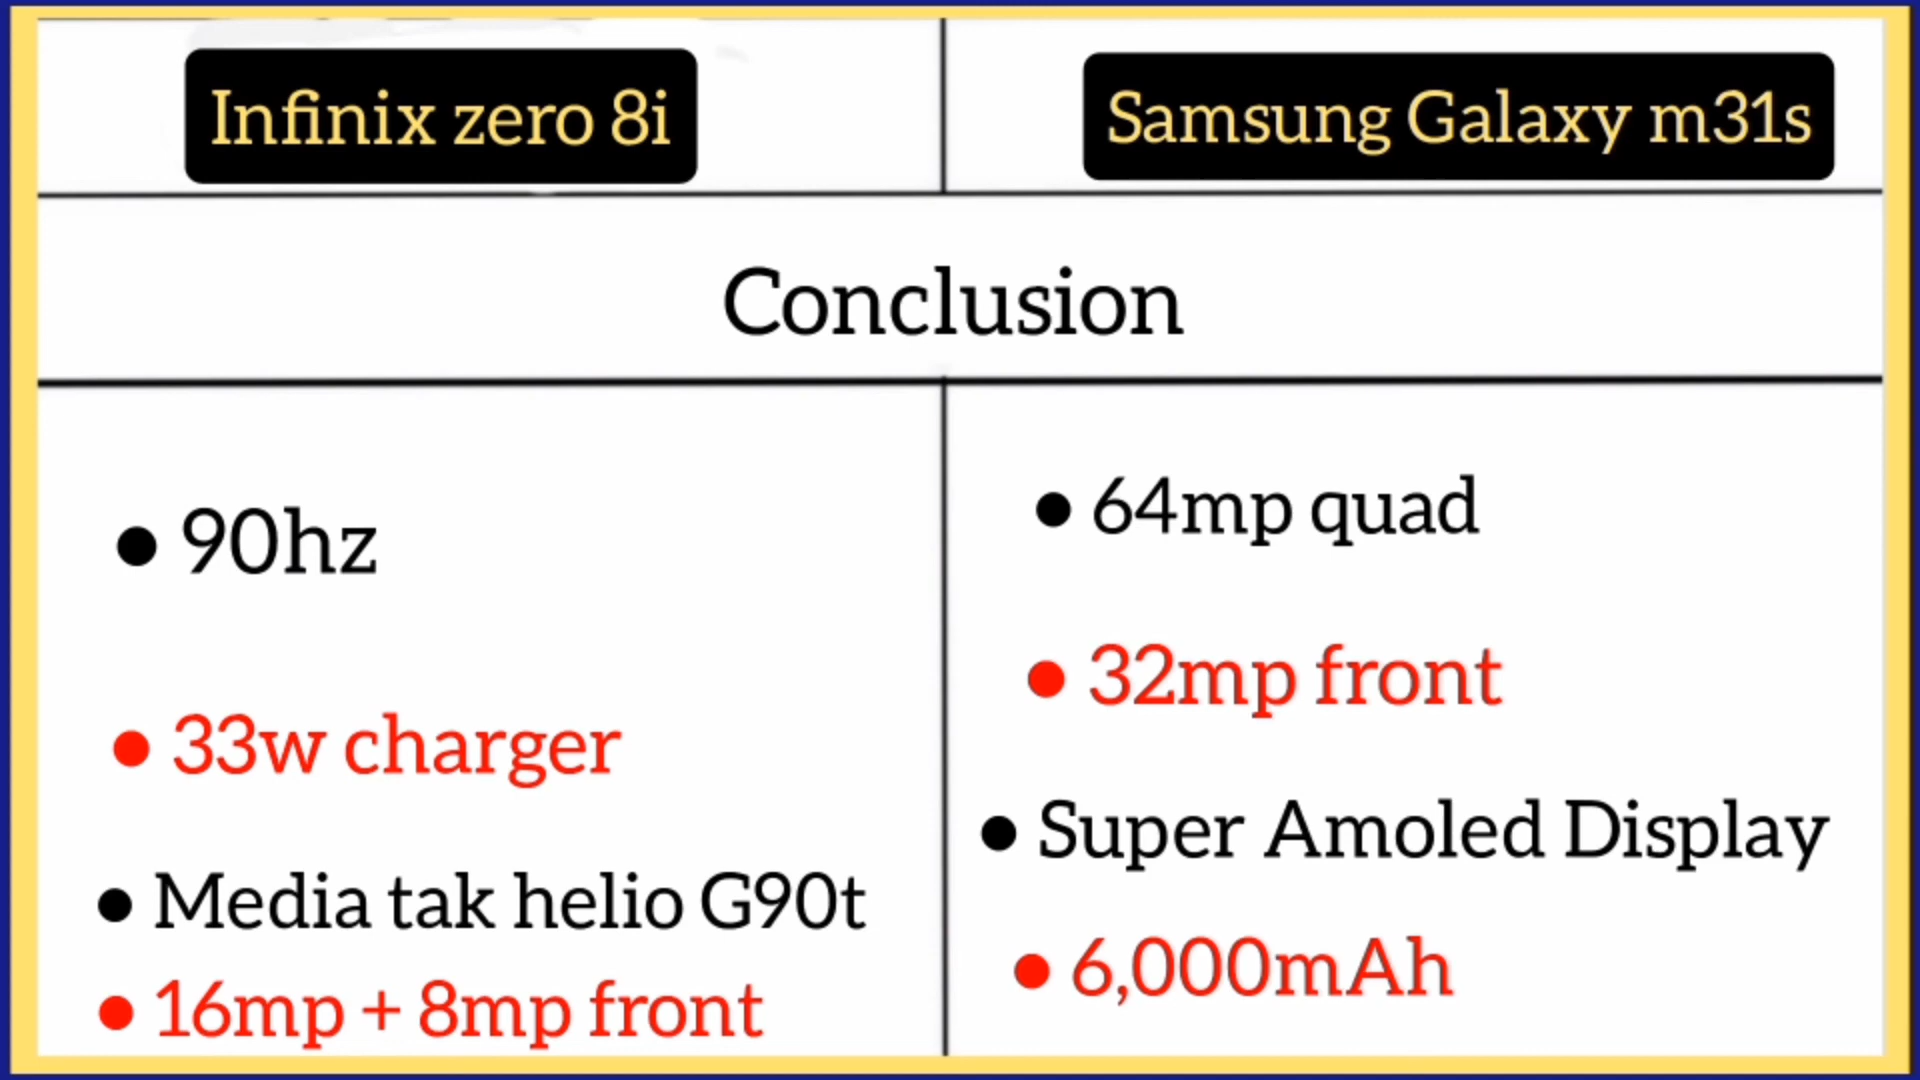 Infinix zero 8i
Samsung Galaxy m31s
Conclusion
• 90hz
• 33w charger
• Media tak helio G90t
• 16mp + 8mp front
• 64mp quad
• 32mp front
• Super Amoled Display
• 6,000mAh